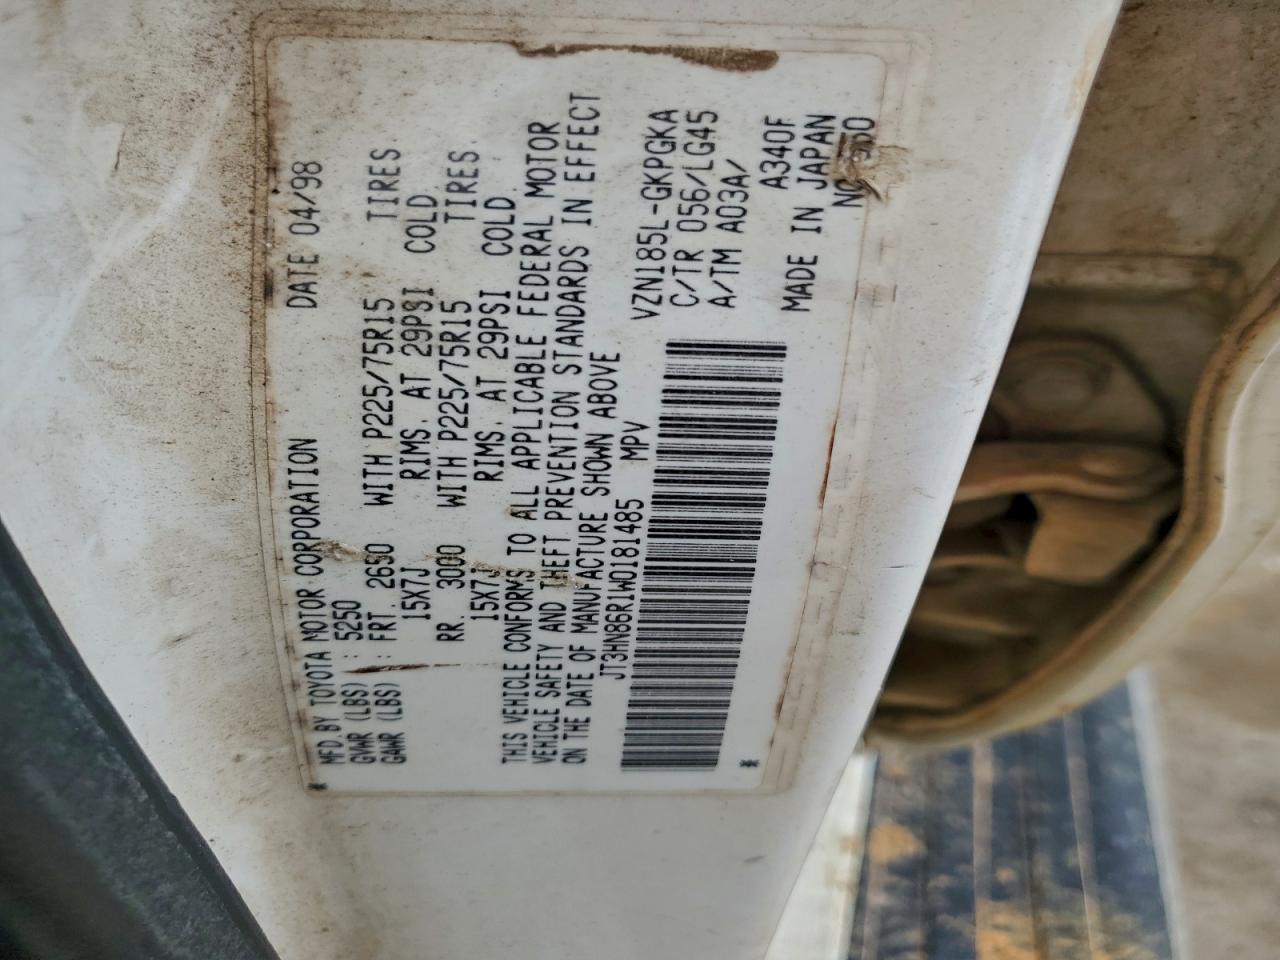 MFD. BY TOYOTA MOTOR CORPORATION DATE 04/98
GVWR (LBS) : 5250
GAWR (LBS) : FRT. 2650 WITH P225/75R15 TIRES.
15X7J RIMS. AT 29PSI COLD.
RR. 3000 WITH P225/75R15 TIRES.
15X7J RIMS. AT 29PSI COLD.
THIS VEHICLE CONFORMS TO ALL APPLICABLE FEDERAL MOTOR
VEHICLE SAFETY AND THEFT PREVENTION STANDARDS IN EFFECT
ON THE DATE OF MANUFACTURE SHOWN ABOVE
JT3HN86R1W0181485 MPV
VZN185L-GKPGKA
C/TR 056/LG45
A/TM A03A/
A340F
MADE IN JAPAN